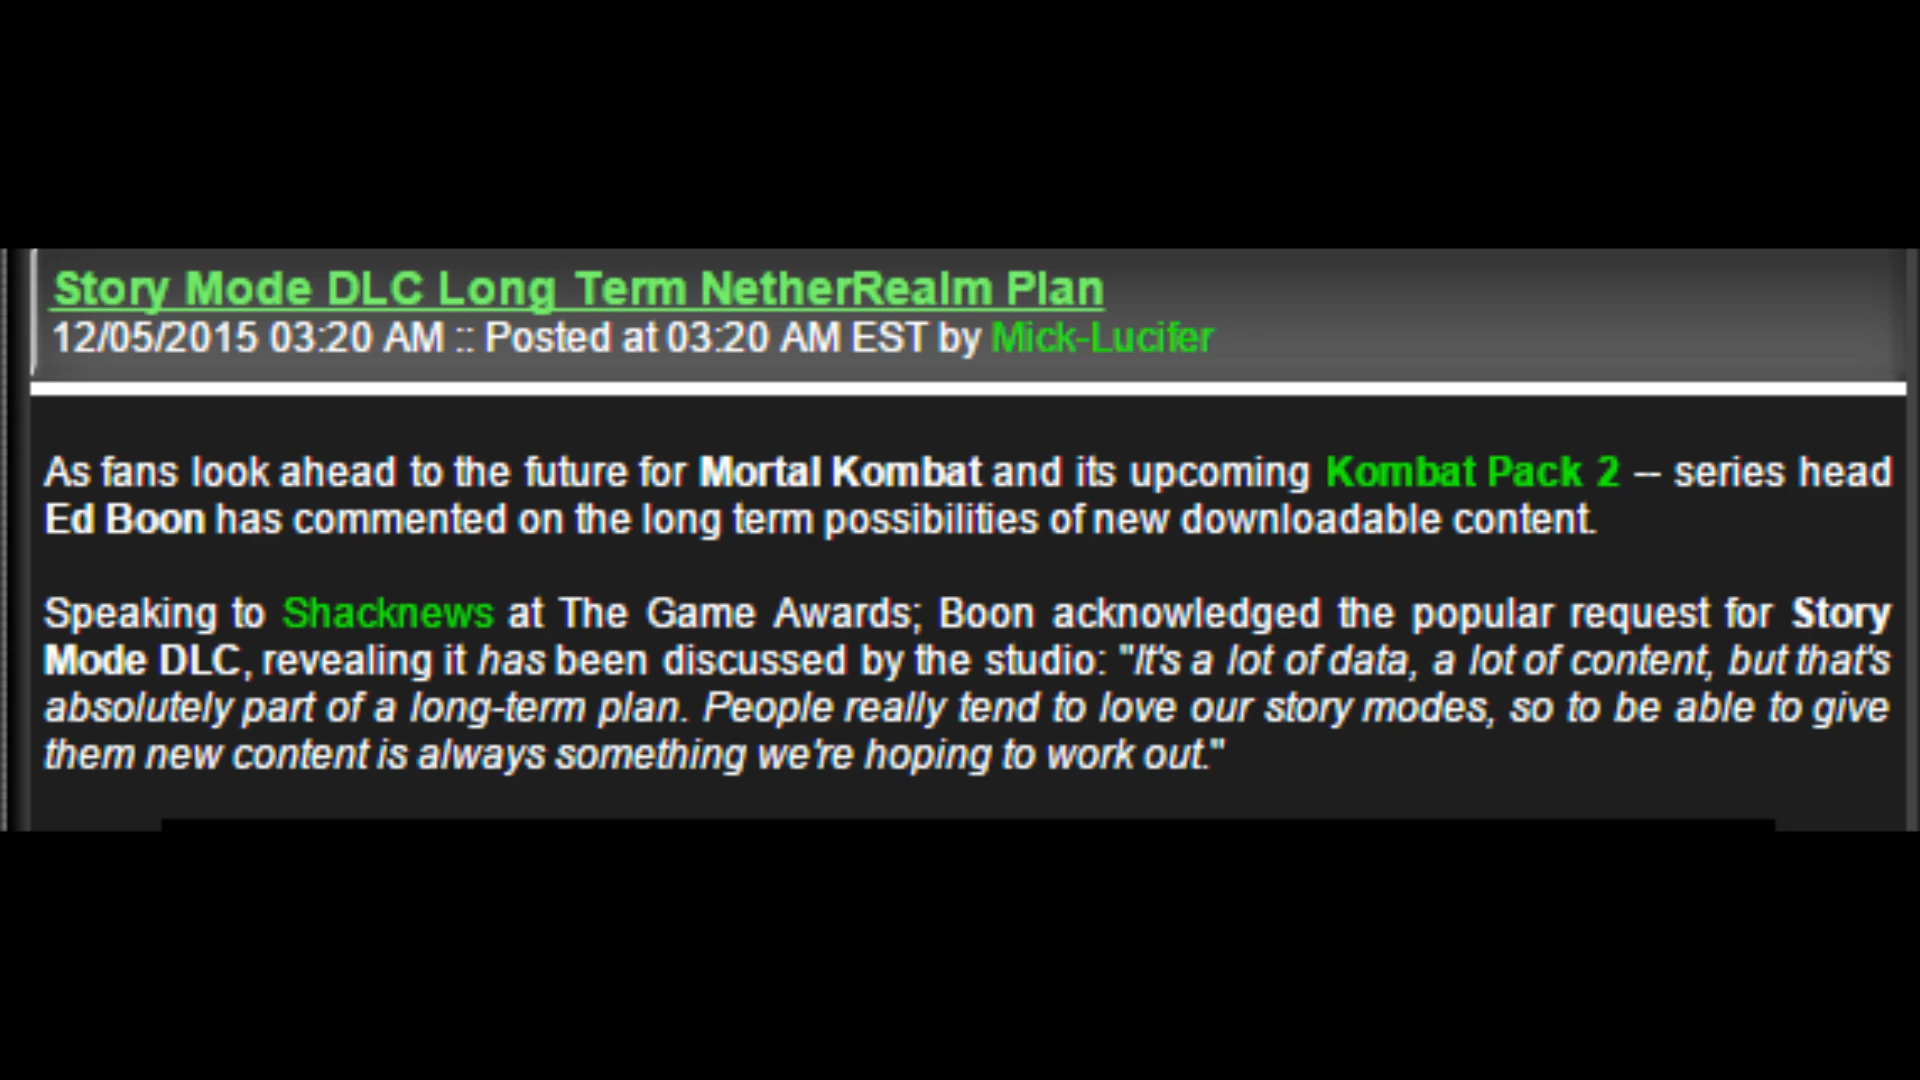 Story Mode DLC Long Term NetherRealm Plan
12/05/2015 03:20 AM :: Posted at 03:20 AM EST by Mick-Lucifer
As fans look ahead to the future for Mortal Kombat and its upcoming Kombat Pack 2 -- series head
Ed Boon has commented on the long term possibilities of new downloadable content.
Speaking to Shacknews at The Game Awards; Boon acknowledged the popular request for Story
Mode DLC, revealing it has been discussed by the studio: "It's a lot of data, a lot of content, but that's
absolutely part of a long-term plan. People really tend to love our story modes, so to be able to give
them new content is always something we're hoping to work out."